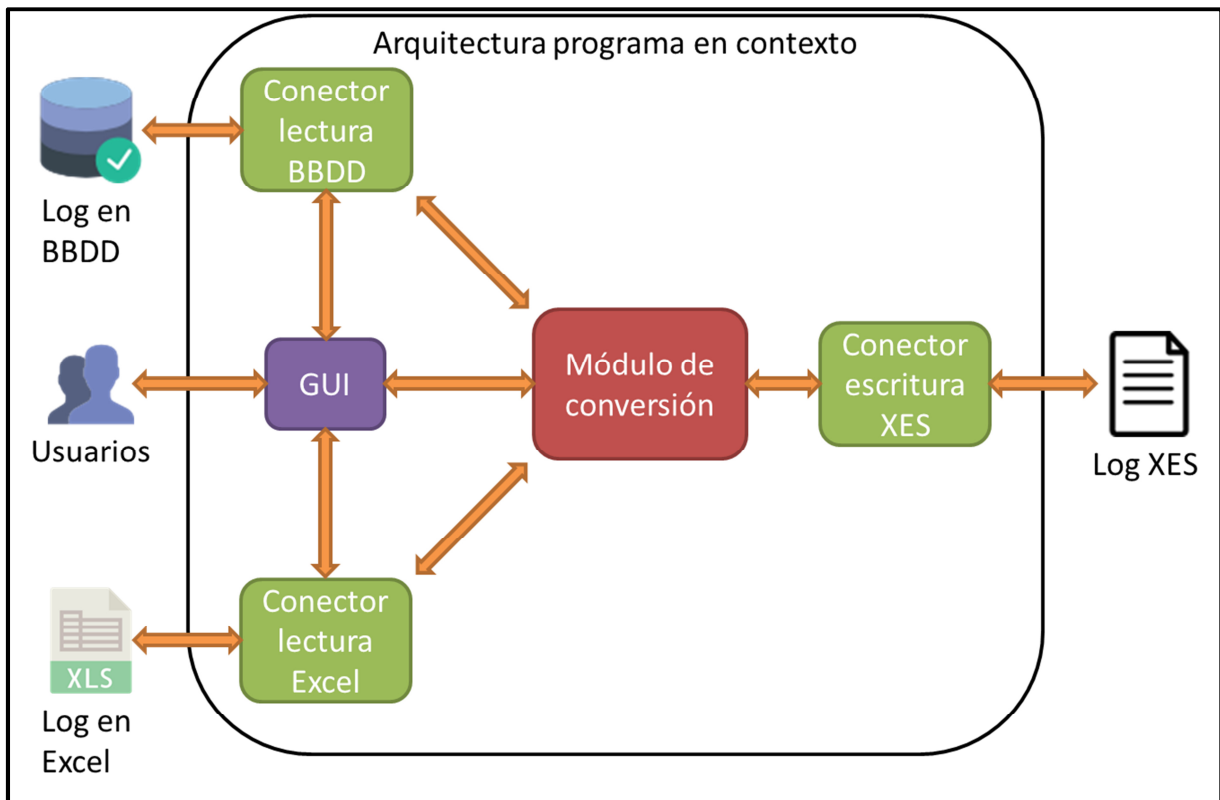 Arquitectura programa en contexto
Conector
lectura
BBDD
Log en
BBDD
GUI
Usuarios
Módulo de
conversión
Conector
escritura
XES
Log XES
Conector
lectura
Excel
XLS
Log en
Excel